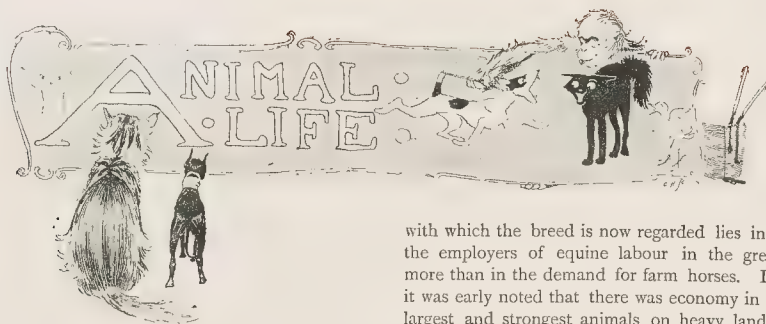 ANIMAL·
·LIFE
with which the breed is now regarded lies in
the employers of equine labour in the gre
more than in the demand for farm horses. I
it was early noted that there was economy in
largest and strongest animals on heavy land